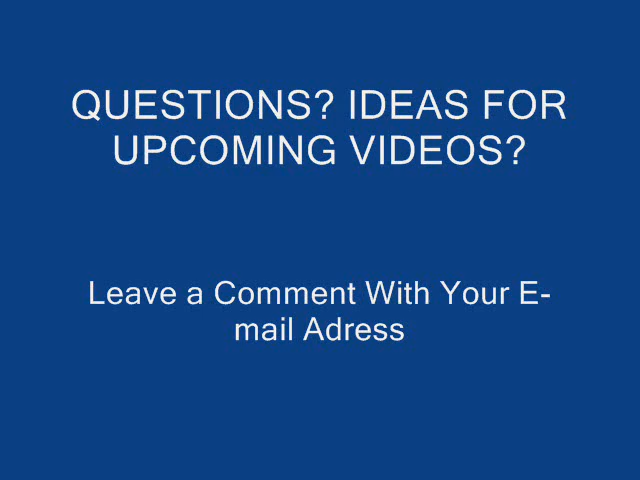 QUESTIONS? IDEAS FOR
UPCOMING VIDEOS?
Leave a Comment With Your E-
mail Adress